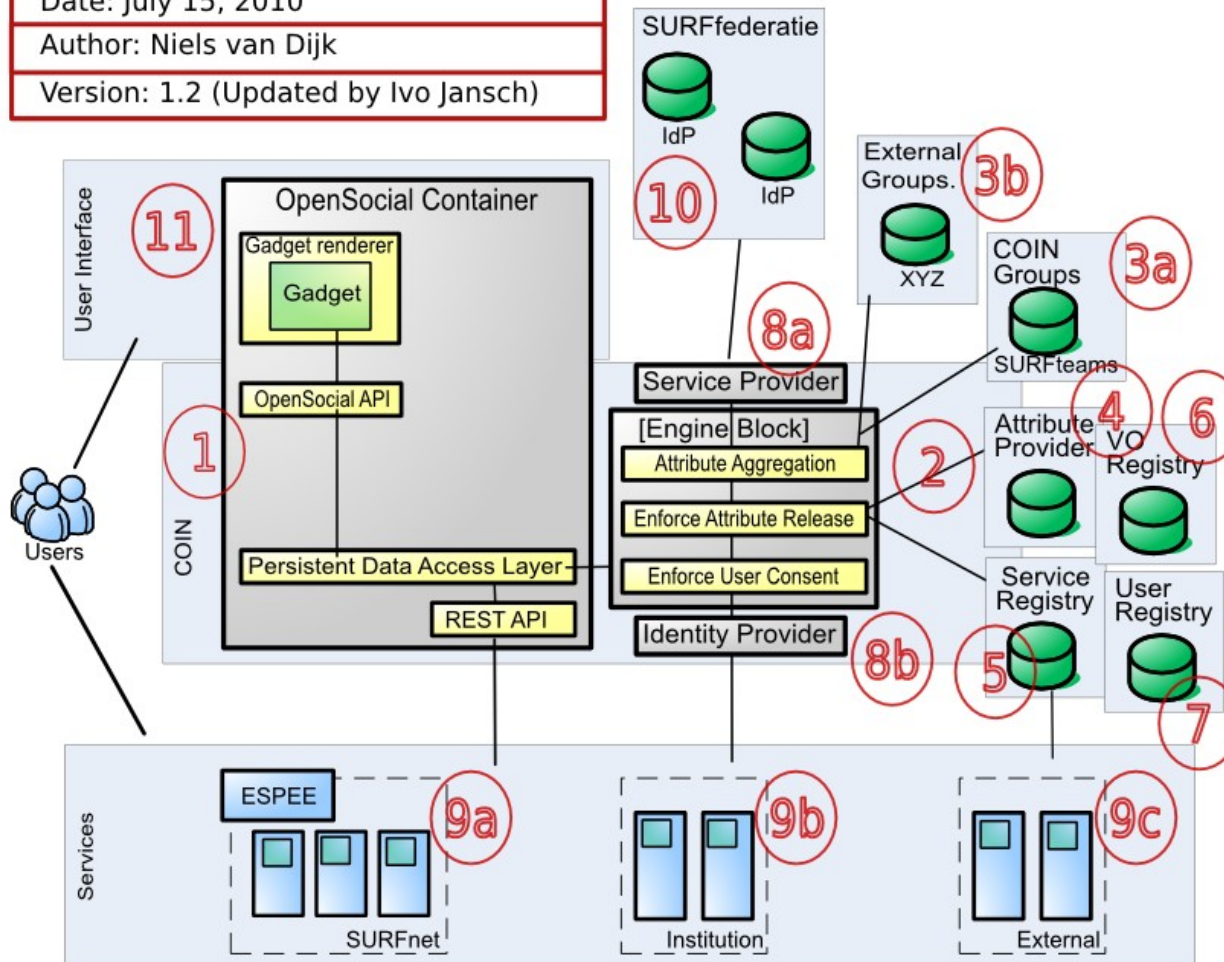 Date: July 15, 2010
Author: Niels van Dijk
Version: 1.2 (Updated by Ivo Jansch)
SURFfederatie
IdP
IdP
10
External
Groups.
3b
XYZ
COIN
Groups
3a
SURFteams
User Interface
11
OpenSocial Container
Gadget renderer
Gadget
OpenSocial API
8a
Service Provider
[Engine Block]
Attribute Aggregation
Enforce Attribute Release
Enforce User Consent
Identity Provider
8b
2
4
6
Attribute
Provider
VO
Registry
1
COIN
Users
Persistent Data Access Layer
REST API
Service
Registry
5
User
Registry
7
Services
ESPEE
9a
SURFnet
9b
Institution
9c
External